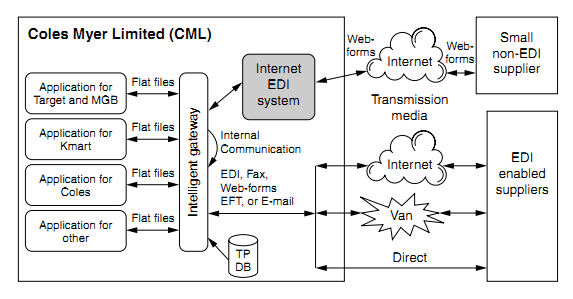 Coles Myer Limited (CML)
Application for
Target and MGB
Flat files
Application for
Kmart
Flat files
Application for
Coles
Flat files
Application for
other
Flat files
Intelligent gateway
Internet
EDI
system
Internal
Communication
EDI, Fax,
Web-forms
EFT, or E-mail
TP
DB
Web-
forms
Internet
Web-
forms
Small
non-EDI
supplier
Transmission
media
Internet
Van
Direct
EDI
enabled
suppliers